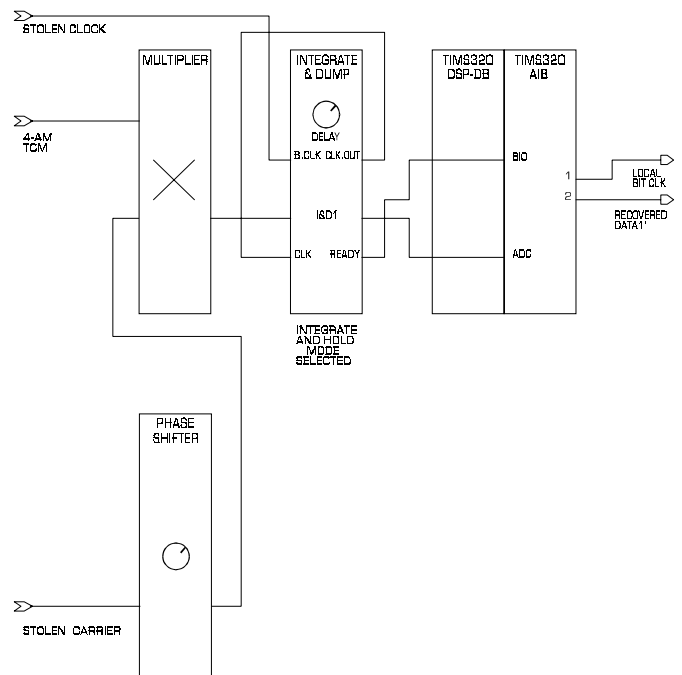 STOLEN CLOCK
MULTIPLIER
INTEGRATE
& DUMP
TIMS320
DSP-DB
TIMS320
AIB
DELAY
4-AM
TCM
B.CLK CLK.OUT
BIO
1
LOCAL
BIT CLK
2
I&D1
RECOVERED
DATA1'
CLK
READY
ADC
INTEGRATE
AND HOLD
MODE
SELECTED
PHASE
SHIFTER
STOLEN CARRIER